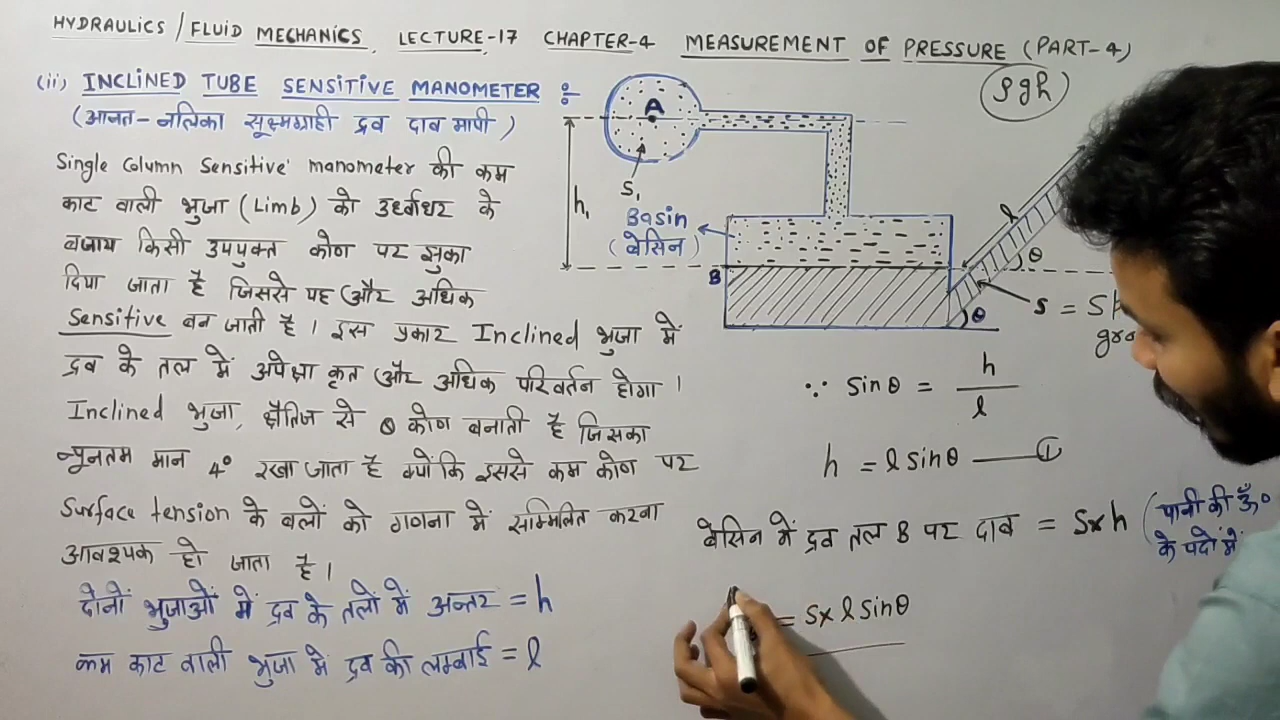 HYDRAULICS / FLUID MECHANICS, LECTURE-17 CHAPTER-4 MEASUREMENT OF PRESSURE (PART-4)
(ii) INCLINED TUBE SENSITIVE MANOMETER :-
(आनत-नलिका सूक्ष्मग्राही द्रव दाब मापी)
Single Column Sensitive manometer की कम
काट वाली भुजा (Limb) को उर्ध्वाधर के
बजाय किसी उपयुक्त कोण पर झुका
दिया जाता है जिससे यह और अधिक
Sensitive बन जाती है। इस प्रकार Inclined भुजा में
द्रव के तल में अपेक्षा कृत और अधिक परिवर्तन होगा।
Inclined भुजा, क्षैतिज से θ कोण बनाती है जिसका
न्यूनतम मान 4° रखा जाता है क्योंकि इससे कम कोण पर
Surface tension के बलों को गणना में सम्मिलित करना
आवश्यक हो जाता है।
दोनों भुजाओं में द्रव के तलों में अन्तर = h
कम काट वाली भुजा में द्रव की लम्बाई = l
ρgh
A
S₁
h₁
Basin
(बेसिन)
B
l
θ
θ
S = 
∵ sinθ = h/l
h = l sinθ —— ①
बेसिन में द्रव तल B पर दाब = S×h (पानी की ऊँ०
के पदों में
= S× l sinθ